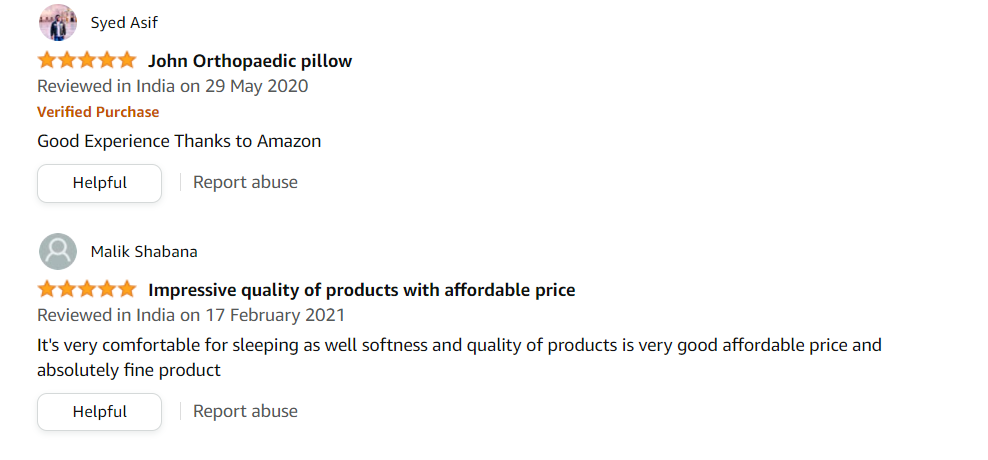 Syed Asif
John Orthopaedic pillow
Reviewed in India on 29 May 2020
Verified Purchase
Good Experience Thanks to Amazon
Helpful
Report abuse
Malik Shabana
Impressive quality of products with affordable price
Reviewed in India on 17 February 2021
It's very comfortable for sleeping as well softness and quality of products is very good affordable price and
absolutely fine product
Helpful
Report abuse